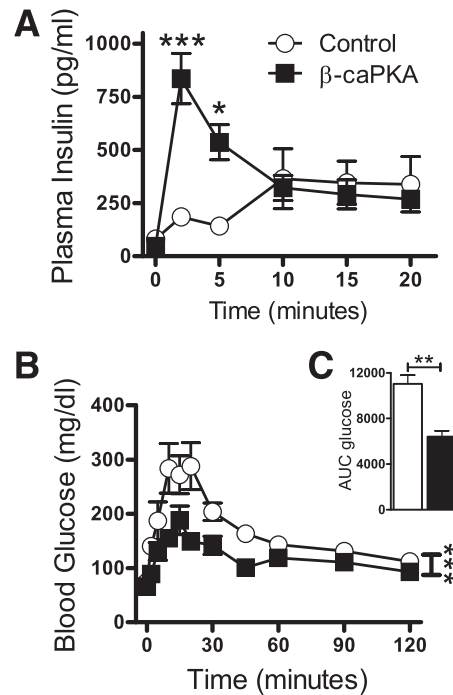 A
Plasma Insulin (pg/ml)
1000
750
500
250
0
***
*
Control
β-caPKA
0 5 10 15 20
Time (minutes)
B
Blood Glucose (mg/dl)
400
300
200
100
0
0 30 60 90 120
Time (minutes)
***
C
AUC glucose
12000
8000
4000
0
**